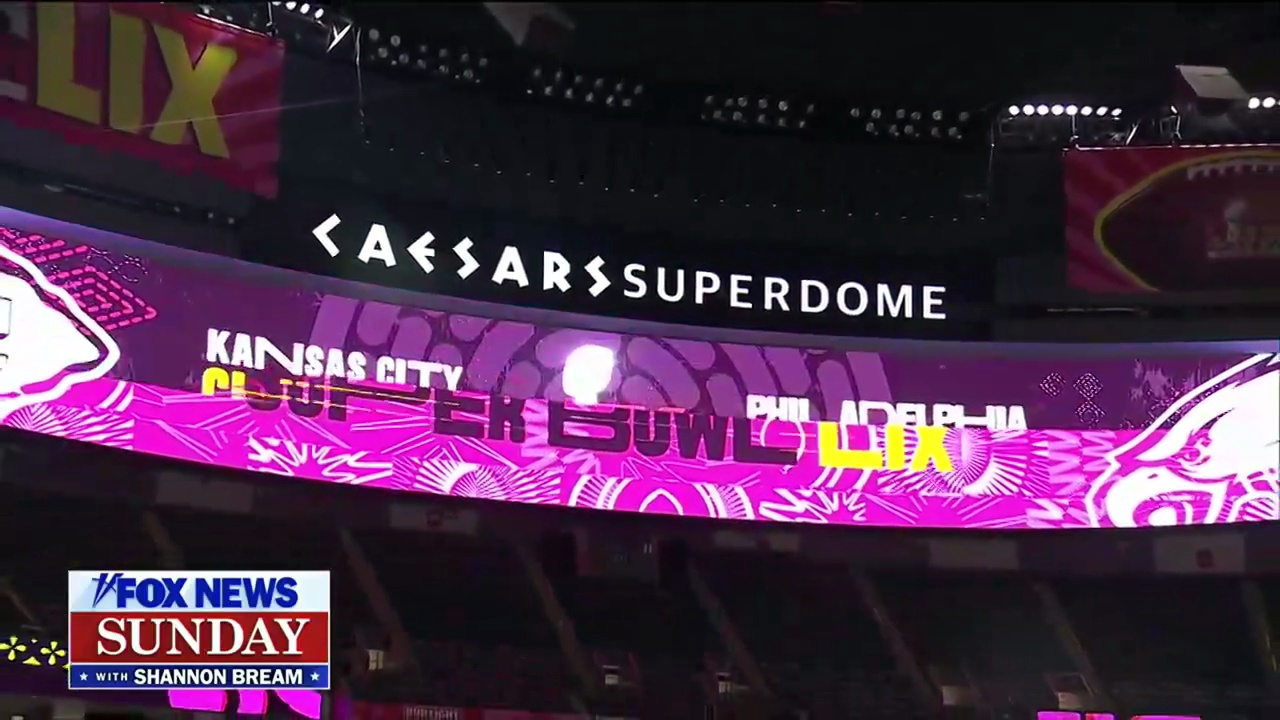 LIX
CAESARS SUPERDOME
KANSAS CITY
PHILADELPHIA
SUPER BOWL LIX
FOX NEWS
SUNDAY
WITH SHANNON BREAM